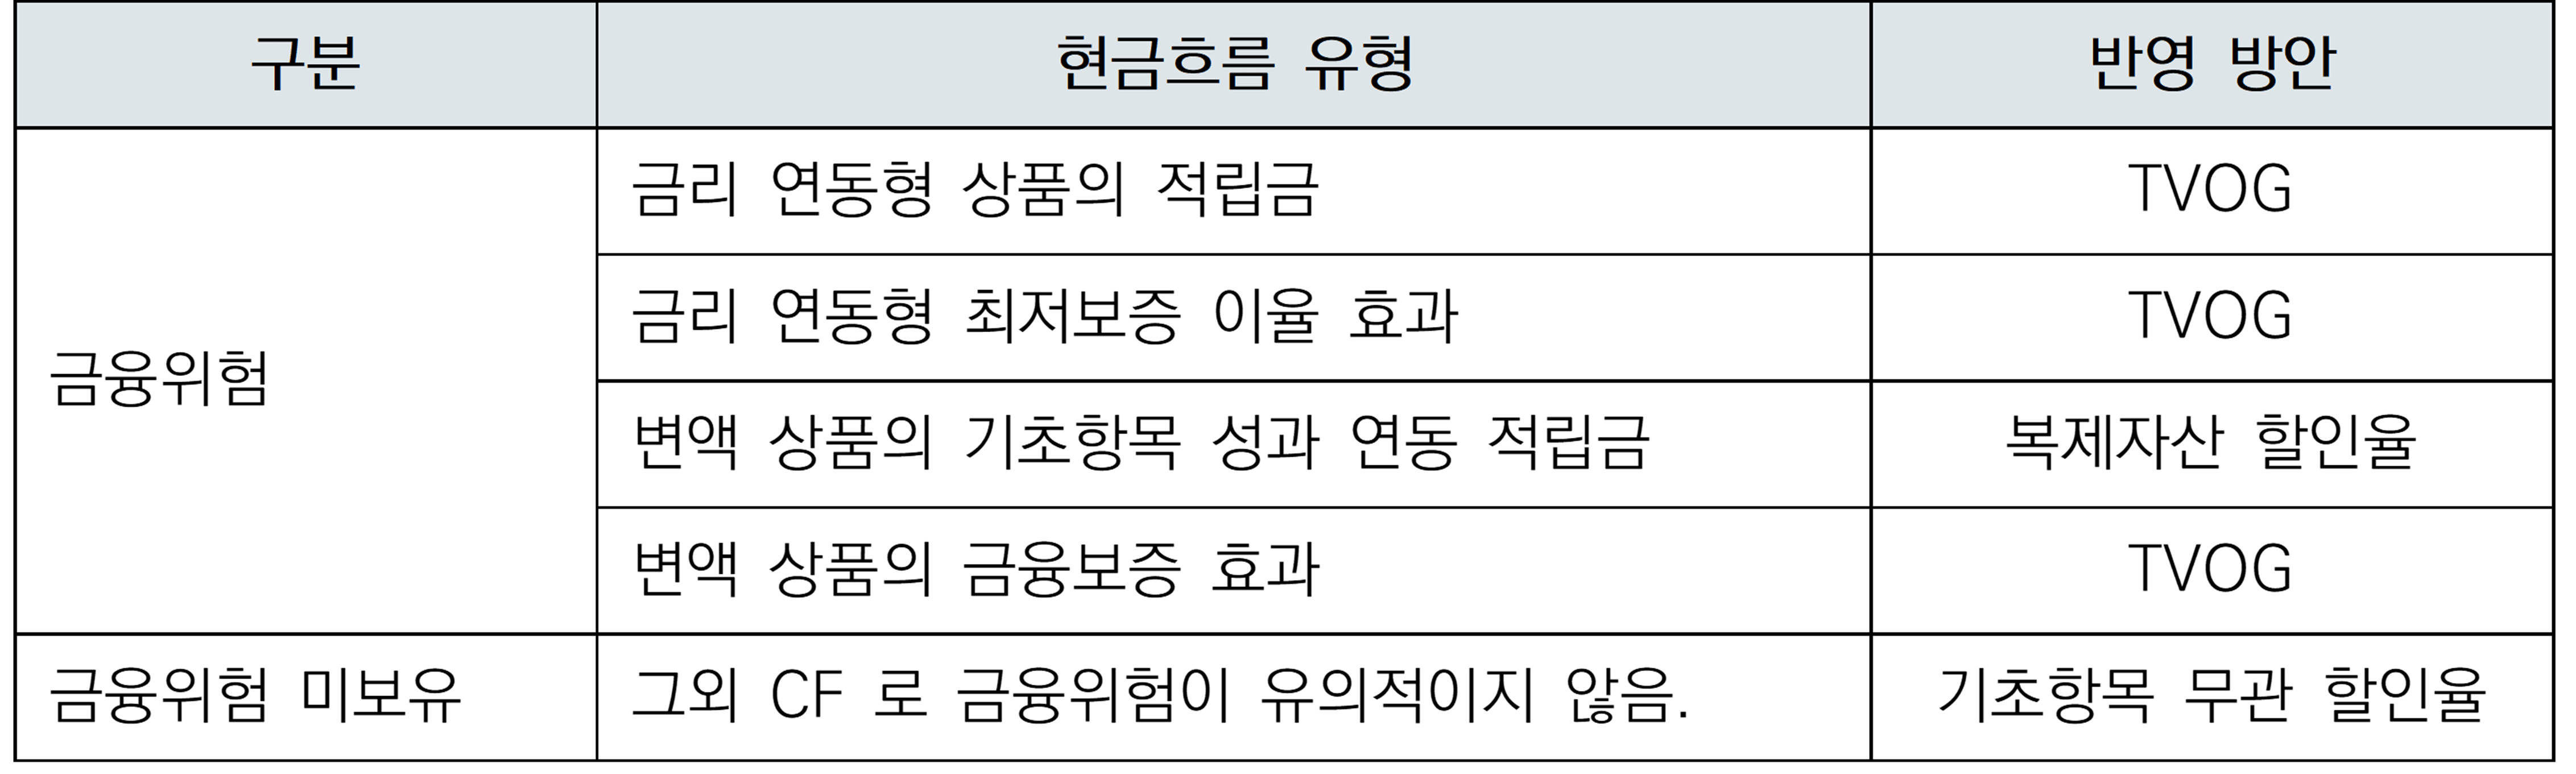 구분 현금흐름 유형 반영 방안
금리 연동형 상품의 적립금 TVOG
금리 연동형 최저보증 이율 효과 TVOG
금융위험
변액 상품의 기초항목 성과 연동 적립금 복제자산 할인율
변액 상품의 금융보증 효과 TVOG
금융위험 미보유 그외 CF 로 금융위험이 유의적이지 않음. 기초항목 무관 할인율